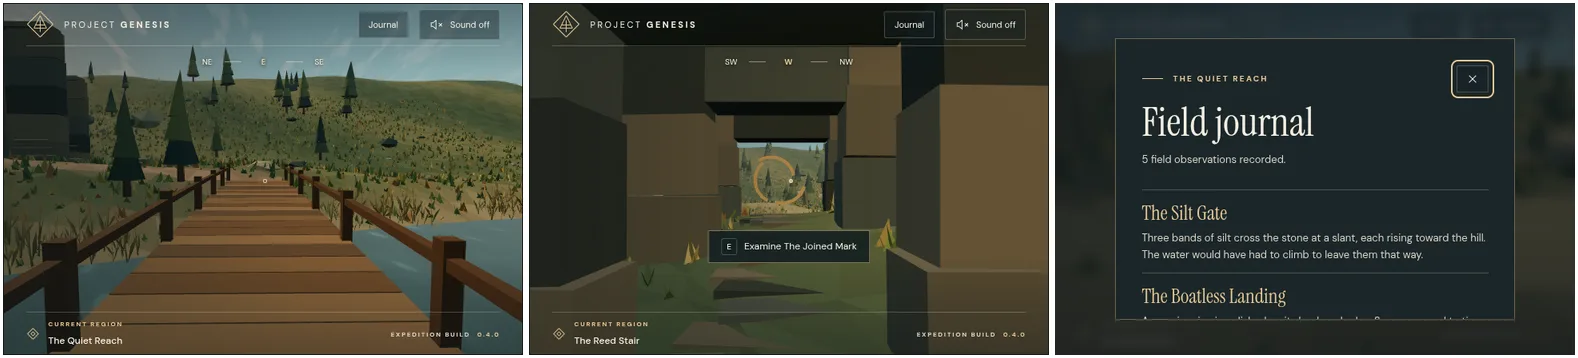 PROJECT GENESIS
Journal
Sound off
NE E SE
CURRENT REGION
The Quiet Reach
EXPEDITION BUILD 0.4.0
PROJECT GENESIS
Journal
Sound off
SW W NW
E Examine The Joined Mark
CURRENT REGION
The Reed Stair
EXPEDITION BUILD 0.4.0
THE QUIET REACH
Field journal
5 field observations recorded.
The Silt Gate
Three bands of silt cross the stone at a slant, each rising toward the hill.
The water would have had to climb to leave them that way.
The Boatless Landing